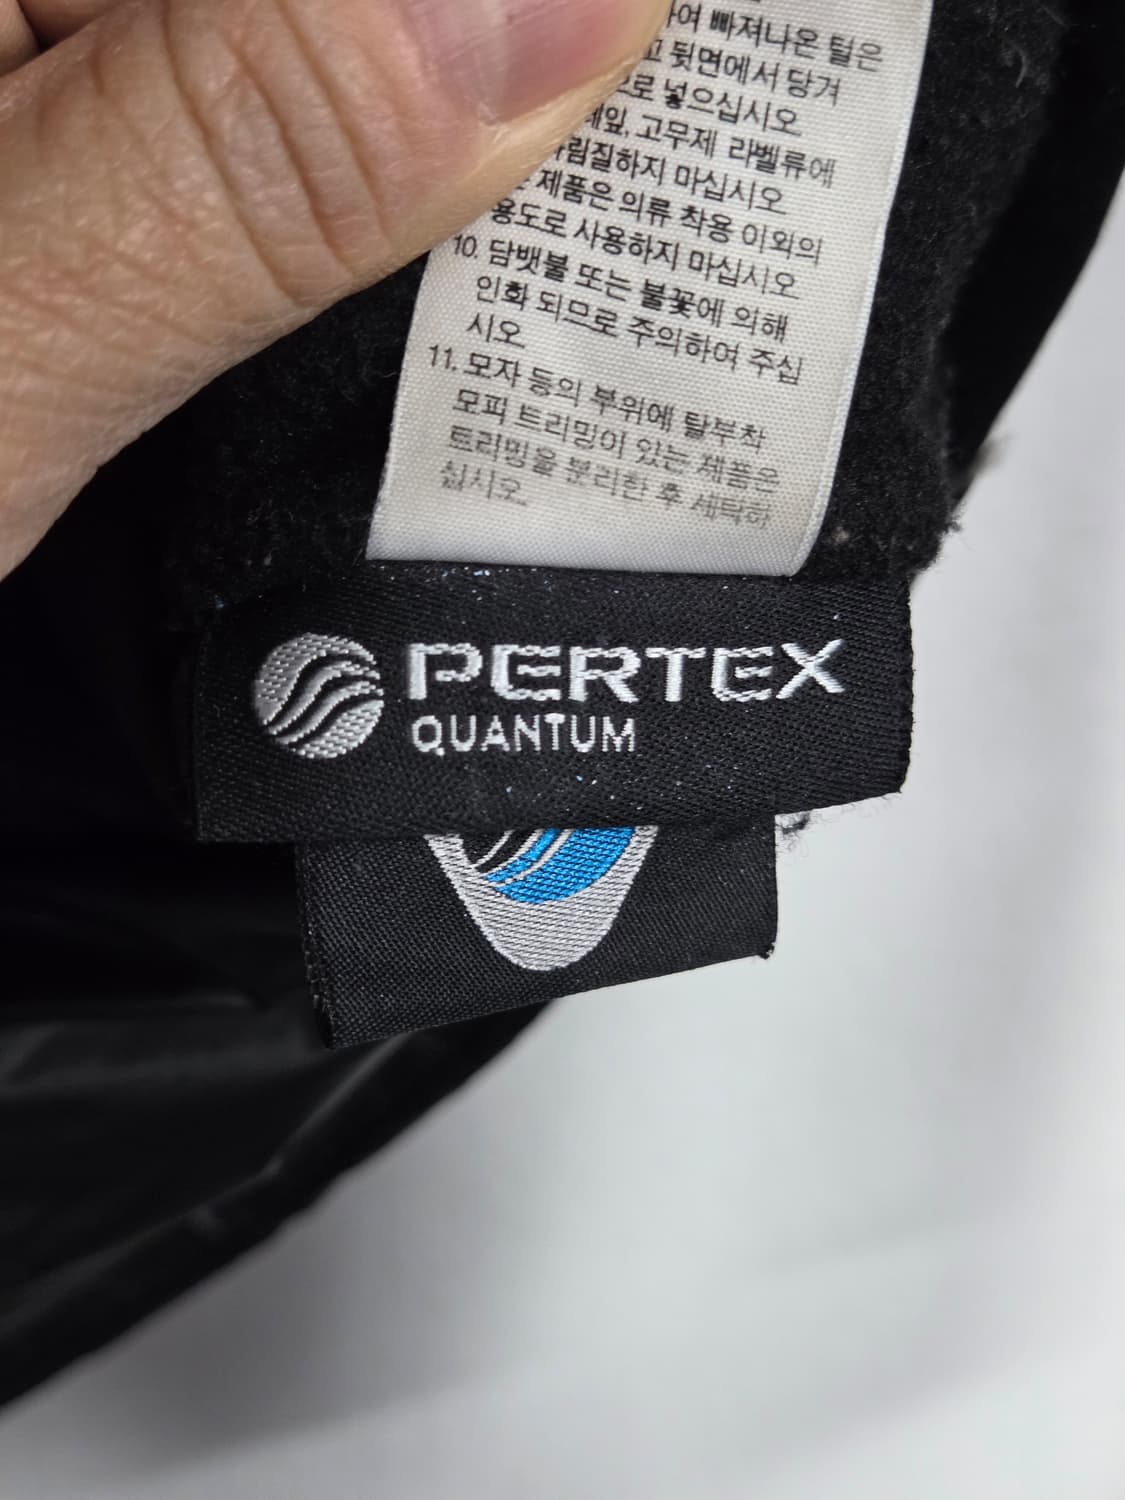 여 빠져나온 털은
고 뒷면에서 당겨
으로 넣으십시오
고무제 라벨류에
다림질하지 마십시오
제품은 의류 착용 이외의
용도로 사용하지 마십시오
10. 담뱃불 또는 불꽃에 의해
인화 되므로 주의하여 주십
시오
11. 모자 등의 부위에 탈부착
모피 트리밍이 있는 제품은
트리밍을 분리한 후 세탁하
십시오
PERTEX
QUANTUM